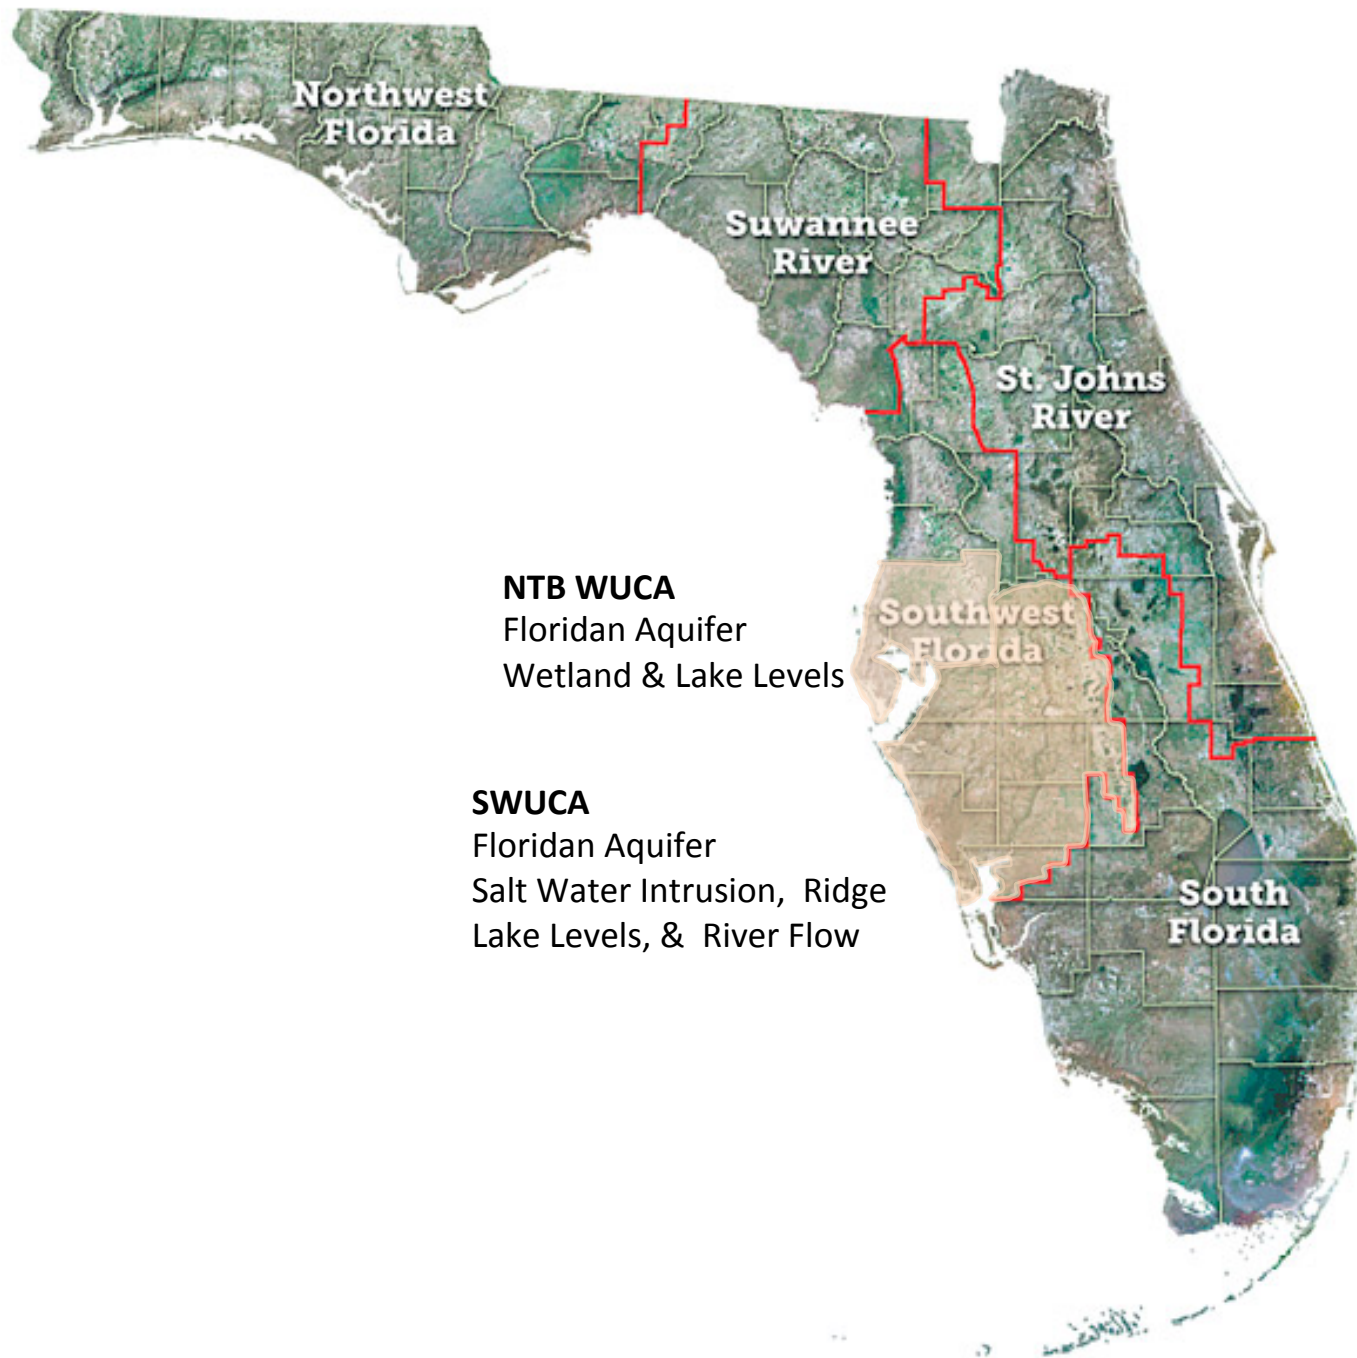 Northwest
Florida
Suwannee
River
St. Johns
River
NTB WUCA
Floridan Aquifer
Wetland & Lake Levels
Southwest
Florida
SWUCA
Floridan Aquifer
Salt Water Intrusion, Ridge
Lake Levels, & River Flow
South
Florida